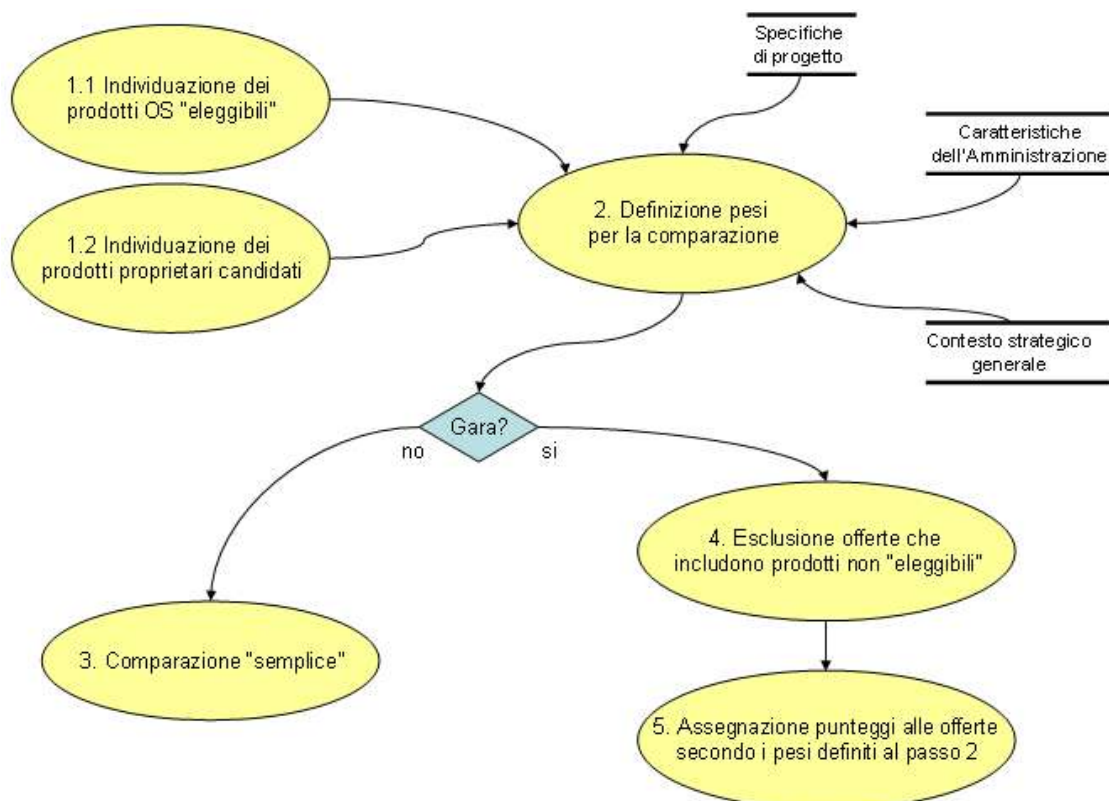 Specifiche
di progetto
1.1 Individuazione dei
prodotti OS "eleggibili"
Caratteristiche
dell'Amministrazione
2. Definizione pesi
per la comparazione
1.2 Individuazione dei
prodotti proprietari candidati
Contesto strategico
generale
Gara?
no
si
4. Esclusione offerte che
includono prodotti non "eleggibili"
3. Comparazione "semplice"
5. Assegnazione punteggi alle offerte
secondo i pesi definiti al passo 2